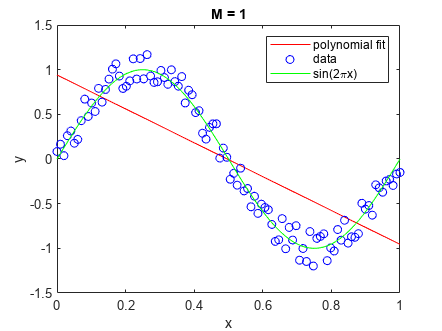 M = 1
polynomial fit
data
sin(2πx)
1.5
1
0.5
0
-0.5
-1
-1.5
y
0 0.2 0.4 0.6 0.8 1
x